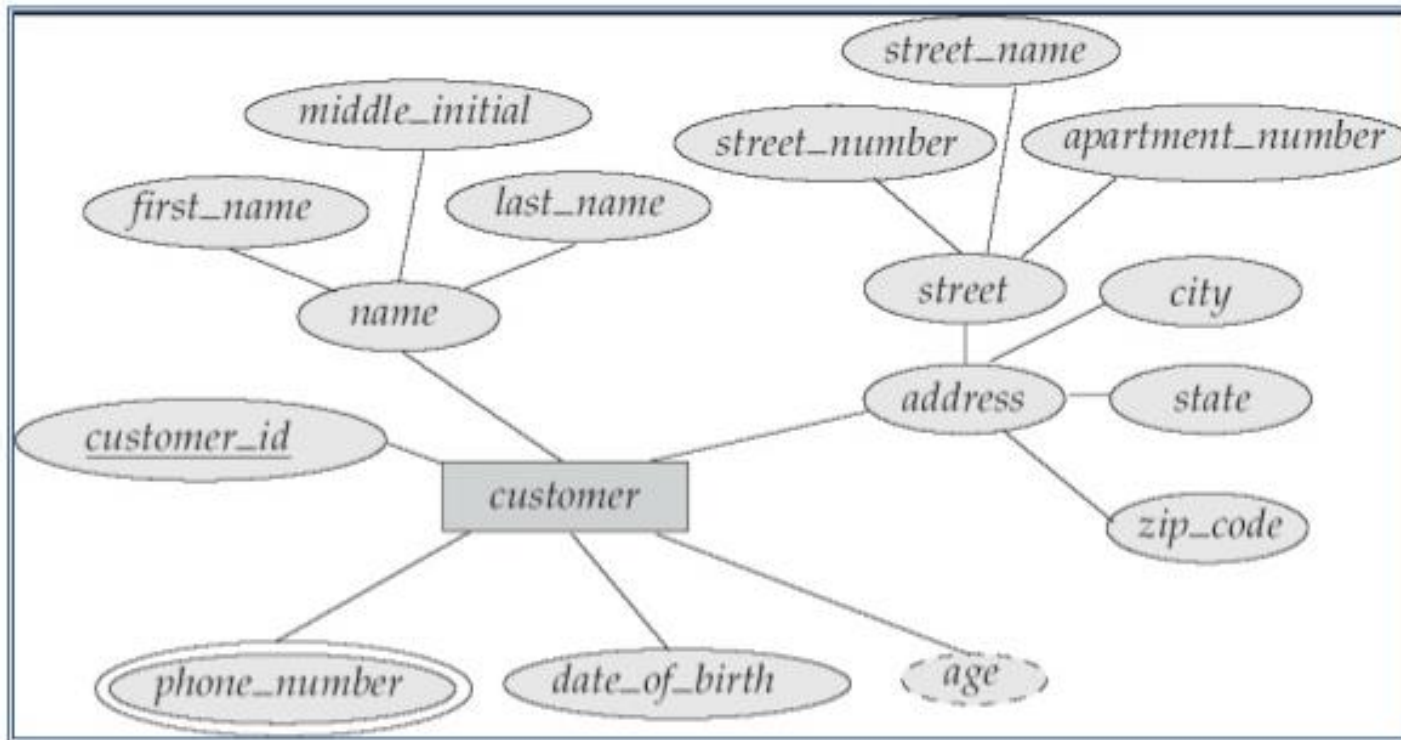 street_name
middle_initial
street_number
apartment_number
first_name
last_name
street
city
name
address
state
customer_id
customer
zip_code
phone_number
date_of_birth
age